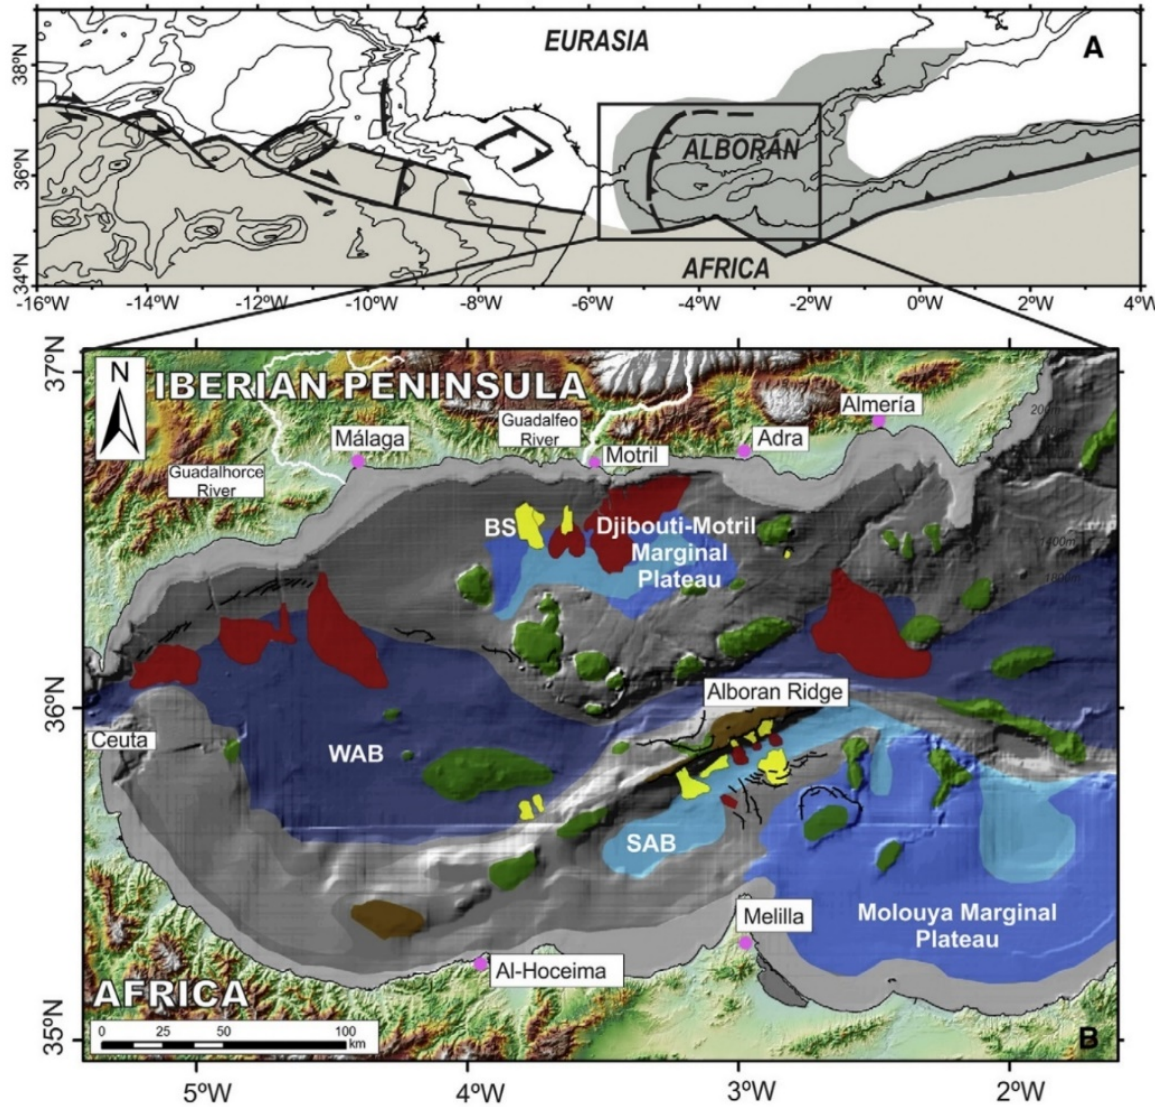 EURASIA
A
38ºN
ALBORAN
36ºN
AFRICA
34ºN
-16ºW -14ºW -12ºW -10ºW -8ºW -6ºW -4ºW -2ºW 0ºW 2ºW 4ºW
37ºN
N
IBERIAN PENINSULA
Guadalfeo
River
Almería
200m
Málaga
Adra
Motril
Guadalhorce
River
BS
Djibouti-Motril
Marginal
Plateau
36ºN
Alboran Ridge
Ceuta
WAB
SAB
Melilla
Molouya Marginal
Plateau
Al-Hoceima
AFRICA
0 25 50 100
km
35ºN
B
5ºW 4ºW 3ºW 2ºW